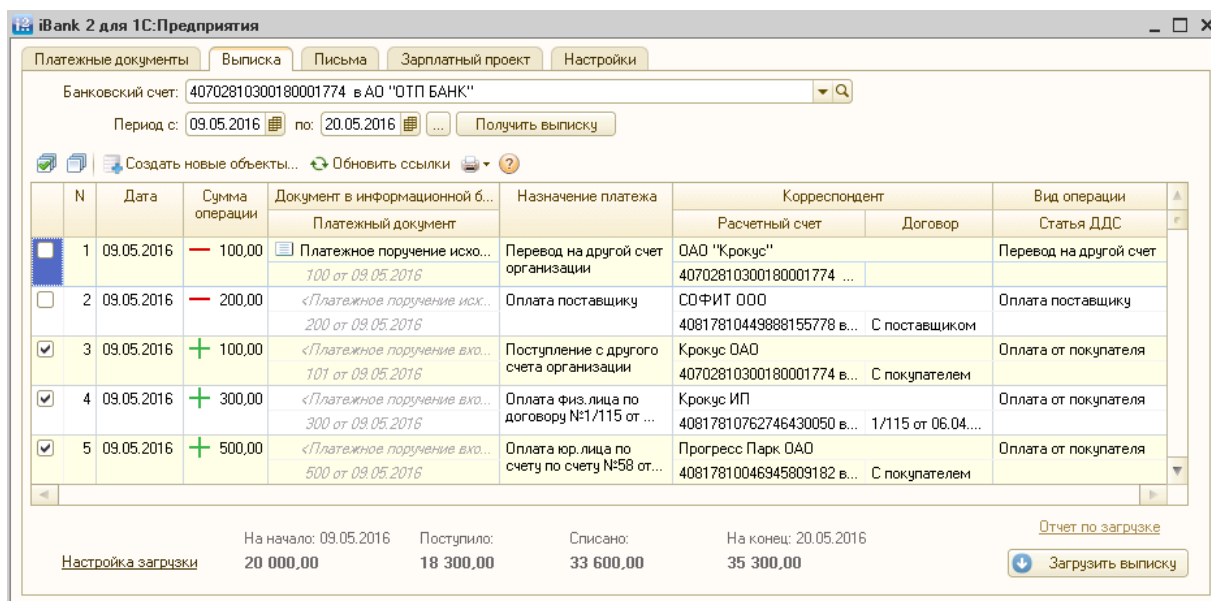 iBank 2 для 1С:Предприятия
Платежные документы Выписка Письма Зарплатный проект Настройки
Банковский счет: 40702810300180001774 в АО "ОТП БАНК"
Период с: 09.05.2016 по: 20.05.2016 ... Получить выписку
Создать новые объекты... Обновить ссылки
N Дата Сумма операции Документ в информационной б... Назначение платежа Корреспондент Вид операции
Платежный документ Расчетный счет Договор Статья ДДС
1 09.05.2016 100,00 Платежное поручение исхо... Перевод на другой счет организации ОАО "Крокус" Перевод на другой счет
100 от 09.05.2016 40702810300180001774 ...
2 09.05.2016 200,00 <Платежное поручение исх... Оплата поставщику СОФИТ ООО Оплата поставщику
200 от 09.05.2016 40817810449888155778 в... С поставщиком
3 09.05.2016 100,00 <Платежное поручение вхо... Поступление с другого счета организации Крокус ОАО Оплата от покупателя
101 от 09.05.2016 40702810300180001774 в... С покупателем
4 09.05.2016 300,00 <Платежное поручение вхо... Оплата физ.лица по договору №1/115 от ... Крокус ИП Оплата от покупателя
300 от 09.05.2016 40817810762746430050 в... 1/115 от 06.04....
5 09.05.2016 500,00 <Платежное поручение вхо... Оплата юр.лица по счету по счету №58 от... Прогресс Парк ОАО Оплата от покупателя
500 от 09.05.2016 40817810046945809182 в... С покупателем
На начало: 09.05.2016 Поступило: Списано: На конец: 20.05.2016 Отчет по загрузке
Настройка загрузки 20 000,00 18 300,00 33 600,00 35 300,00 Загрузить выписку